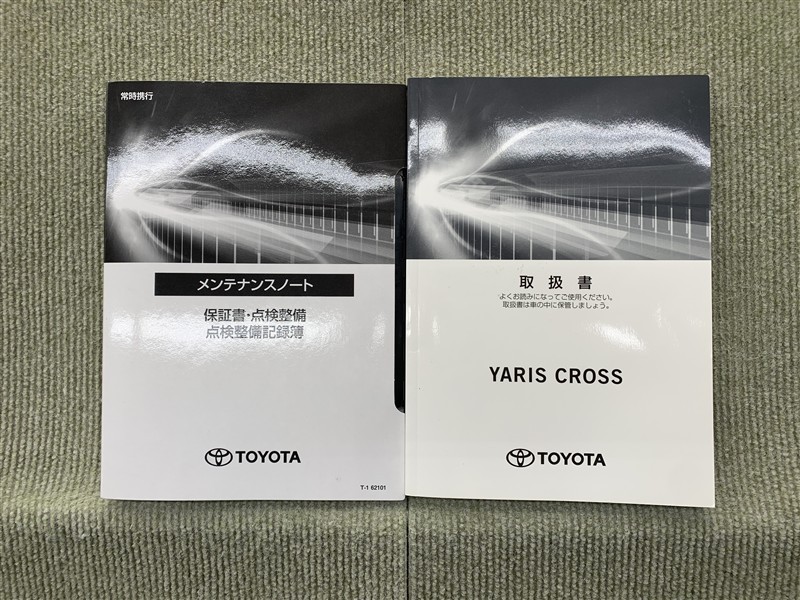 常時携行
メンテナンスノート
保証書・点検整備
点検整備記録簿
TOYOTA
T-1 62101
取扱書
よくお読みになってご使用ください。
取扱書は車の中に保管しましょう。
YARIS CROSS
TOYOTA